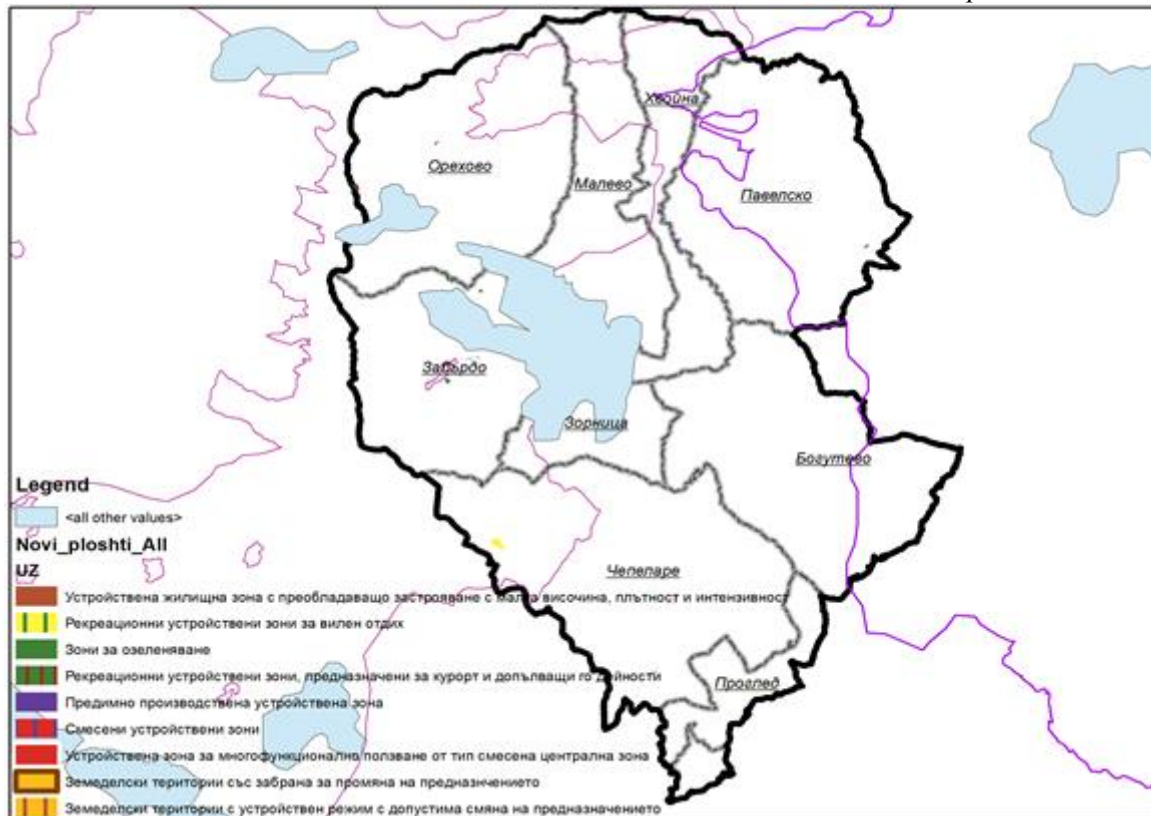 Хвойна
Орехово
Малево
Павелско
Забърдо
Зорница
Богутево
Чепеларе
Проглед
Legend
<all other values>
Novi_ploshti_All
UZ
Устройствена жилищна зона с преобладаващо застрояване с малка височина, плътност и интензивност
Рекреационни устройствени зони за вилен отдих
Зони за озеленяване
Рекреационни устройствени зони, предназначени за курорт и допълващи го дейности
Предимно производствена устройствена зона
Смесени устройствени зони
Устройствена зона за многофункционално ползване от тип смесена централна зона
Земеделски територии със забрана за промяна на предназначението
Земеделски територии с устройствен режим с допустима смяна на предназначението